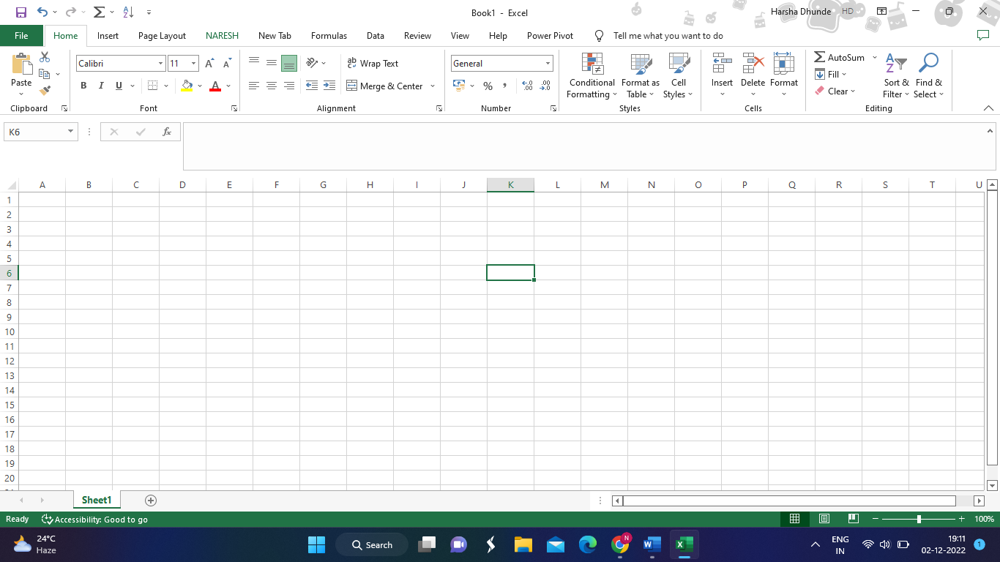 Book1 - Excel
Harsha Dhunde HD
File Home Insert Page Layout NARESH New Tab Formulas Data Review View Help Power Pivot Tell me what you want to do
Calibri 11
Wrap Text
General
AutoSum
Fill
Clear
Paste
B I U A
Merge & Center
% ,
Conditional Formatting
Format as Table
Cell Styles
Insert
Delete
Format
Sort & Filter
Find & Select
Clipboard Font Alignment Number Styles Cells Editing
K6 fx
A B C D E F G H I J K L M N O P Q R S T U
1
2
3
4
5
6
7
8
9
10
11
12
13
14
15
16
17
18
19
20
Sheet1
Ready Accessibility: Good to go 100%
24°C
Haze
Search
ENG
IN
19:11
02-12-2022
1